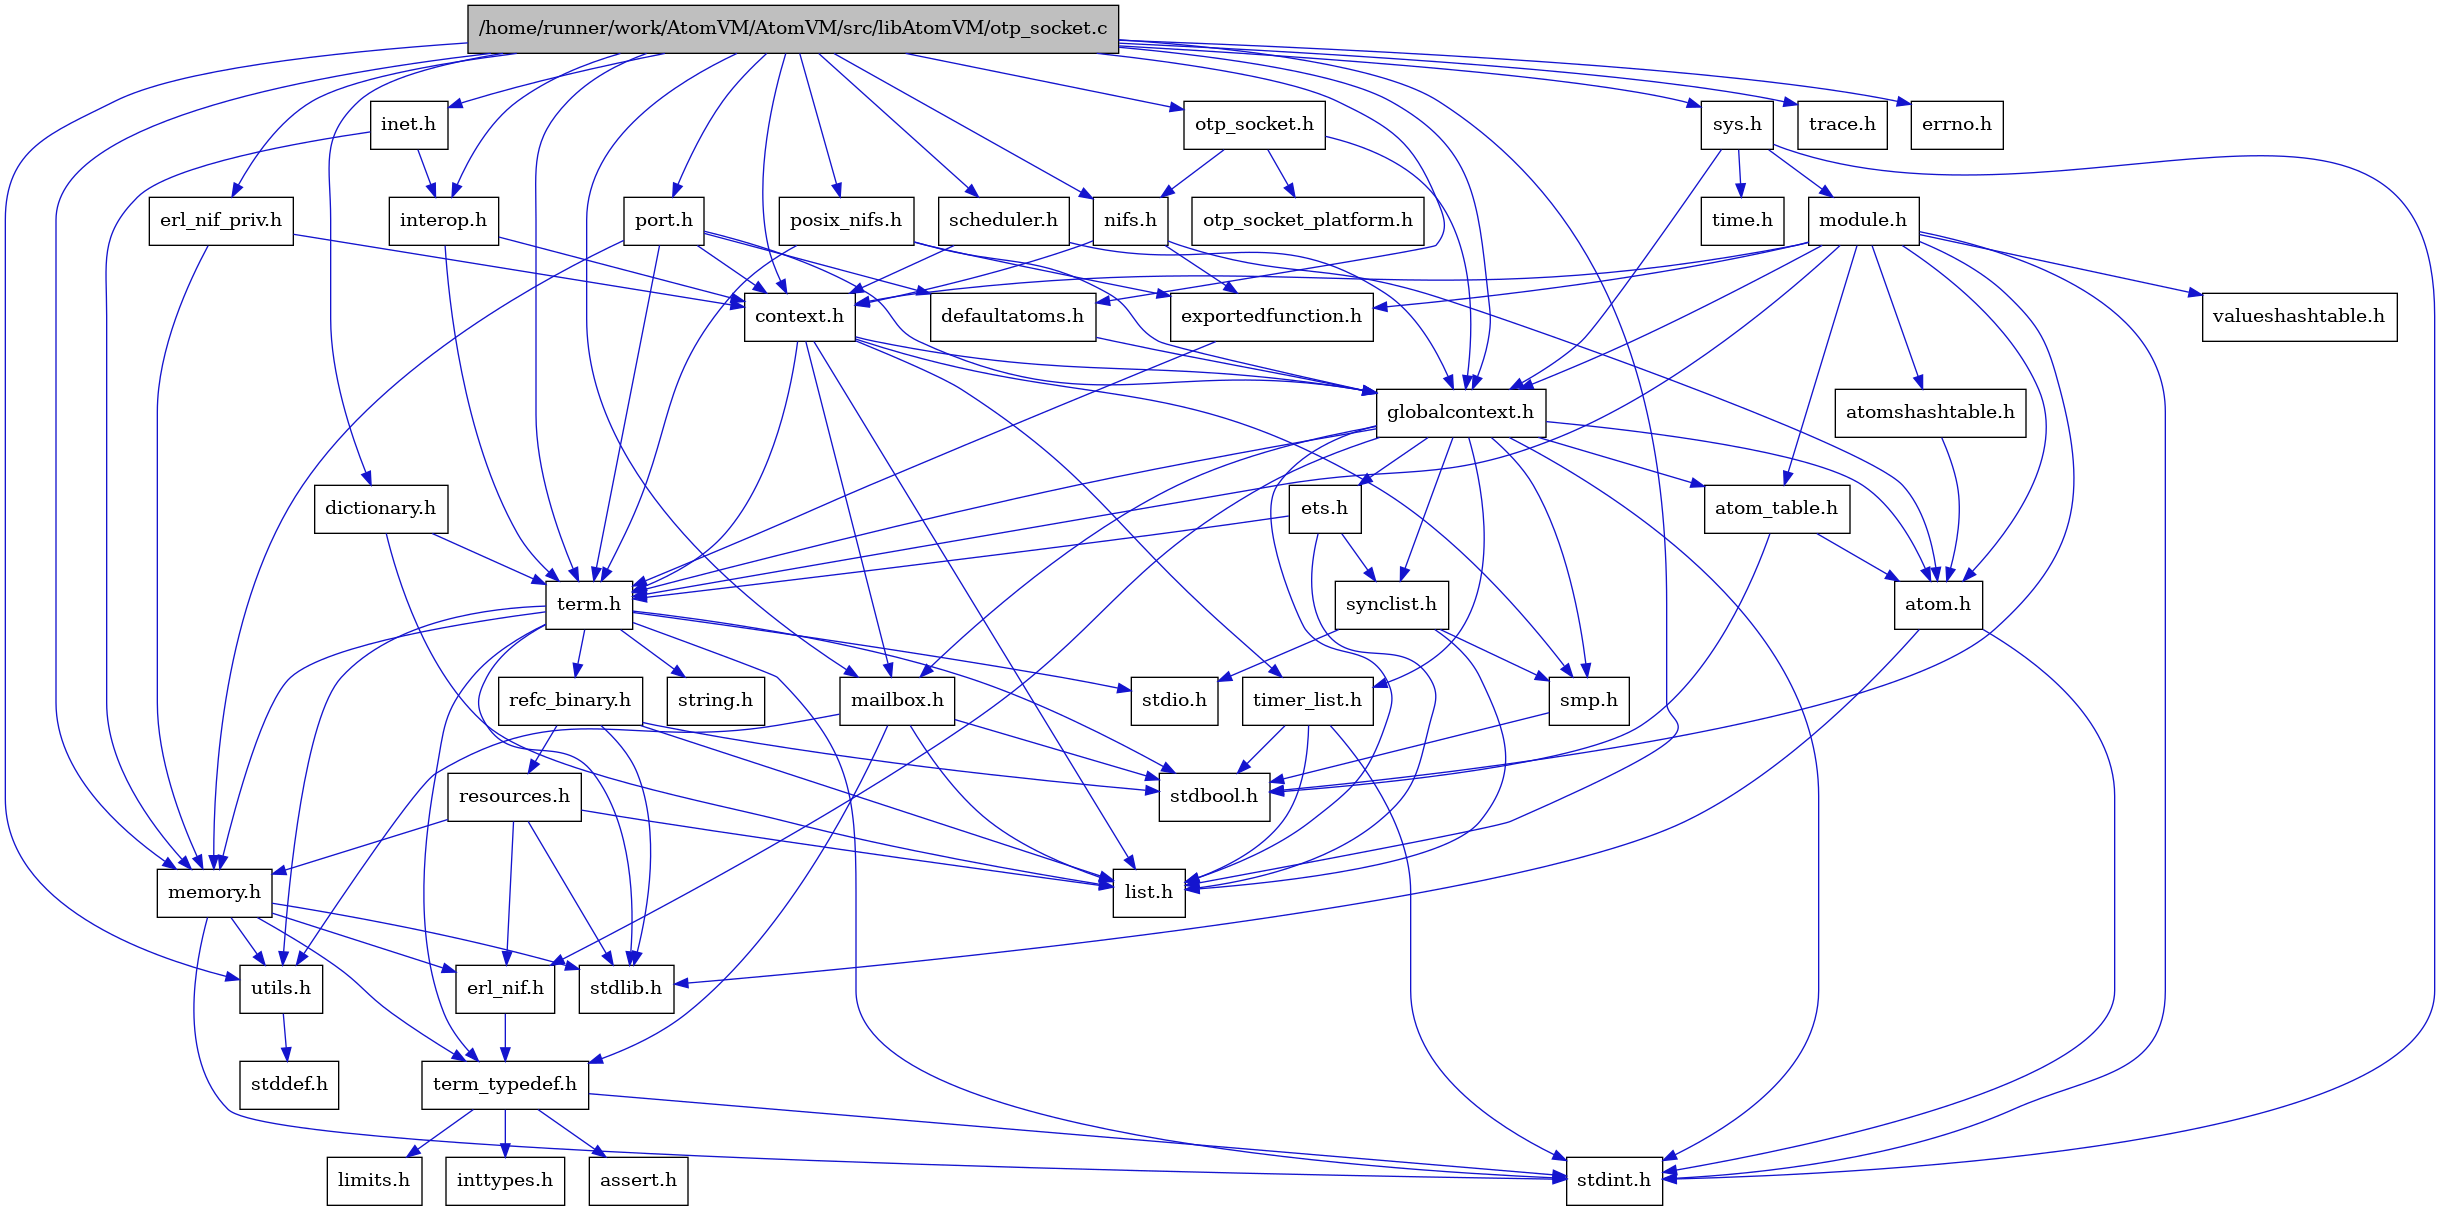 /home/runner/work/AtomVM/AtomVM/src/libAtomVM/otp_socket.c
inet.h
otp_socket.h
sys.h
trace.h
errno.h
erl_nif_priv.h
interop.h
port.h
posix_nifs.h
scheduler.h
nifs.h
otp_socket_platform.h
time.h
module.h
context.h
defaultatoms.h
exportedfunction.h
valueshashtable.h
globalcontext.h
atomshashtable.h
dictionary.h
ets.h
atom_table.h
term.h
synclist.h
atom.h
refc_binary.h
string.h
mailbox.h
stdio.h
timer_list.h
smp.h
resources.h
stdbool.h
memory.h
list.h
utils.h
erl_nif.h
stdlib.h
stddef.h
term_typedef.h
limits.h
inttypes.h
assert.h
stdint.h